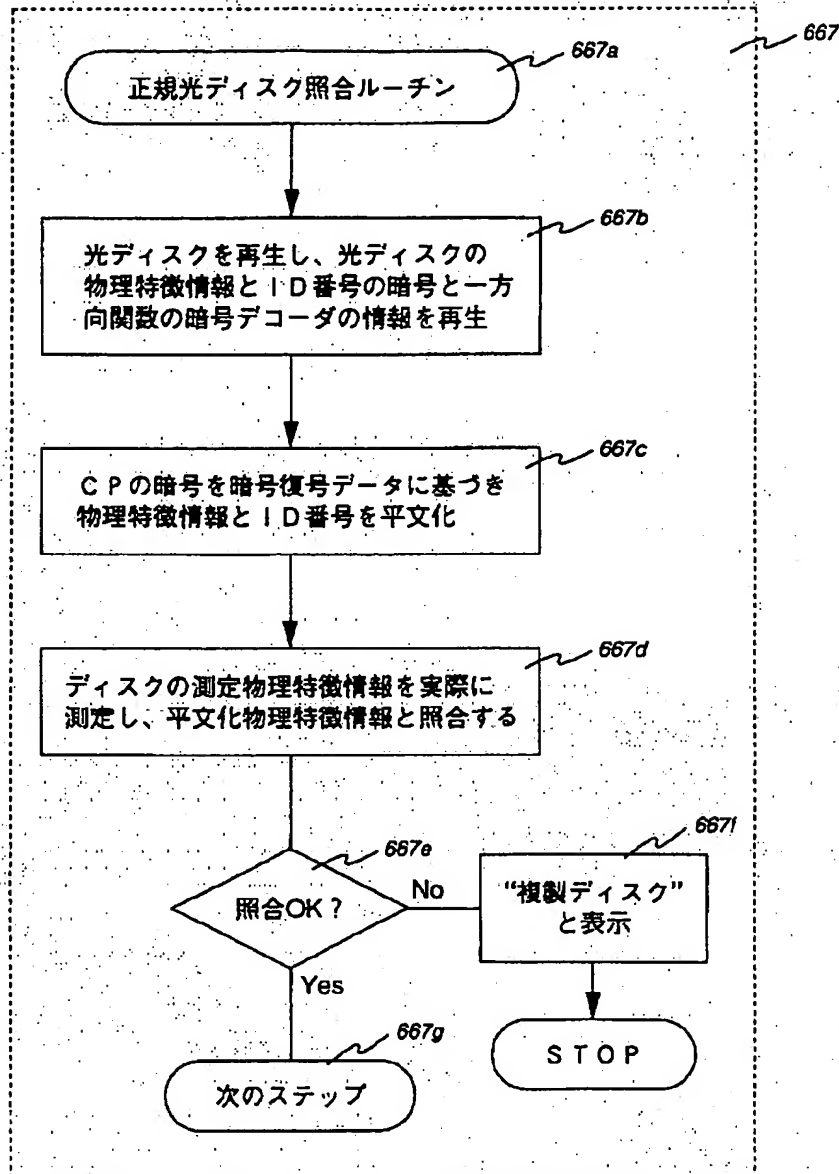 667
667a
正規光ディスク照合ルーチン
667b
光ディスクを再生し、光ディスクの
物理特徴情報とID番号の暗号と一方
向関数の暗号デコーダの情報を再生
667c
CPの暗号を暗号復号データに基づき
物理特徴情報とID番号を平文化
667d
ディスクの測定物理特徴情報を実際に
測定し、平文化物理特徴情報と照合する
667e
照合OK?
No
667f
“複製ディスク”
と表示
Yes
667g
次のステップ
STOP